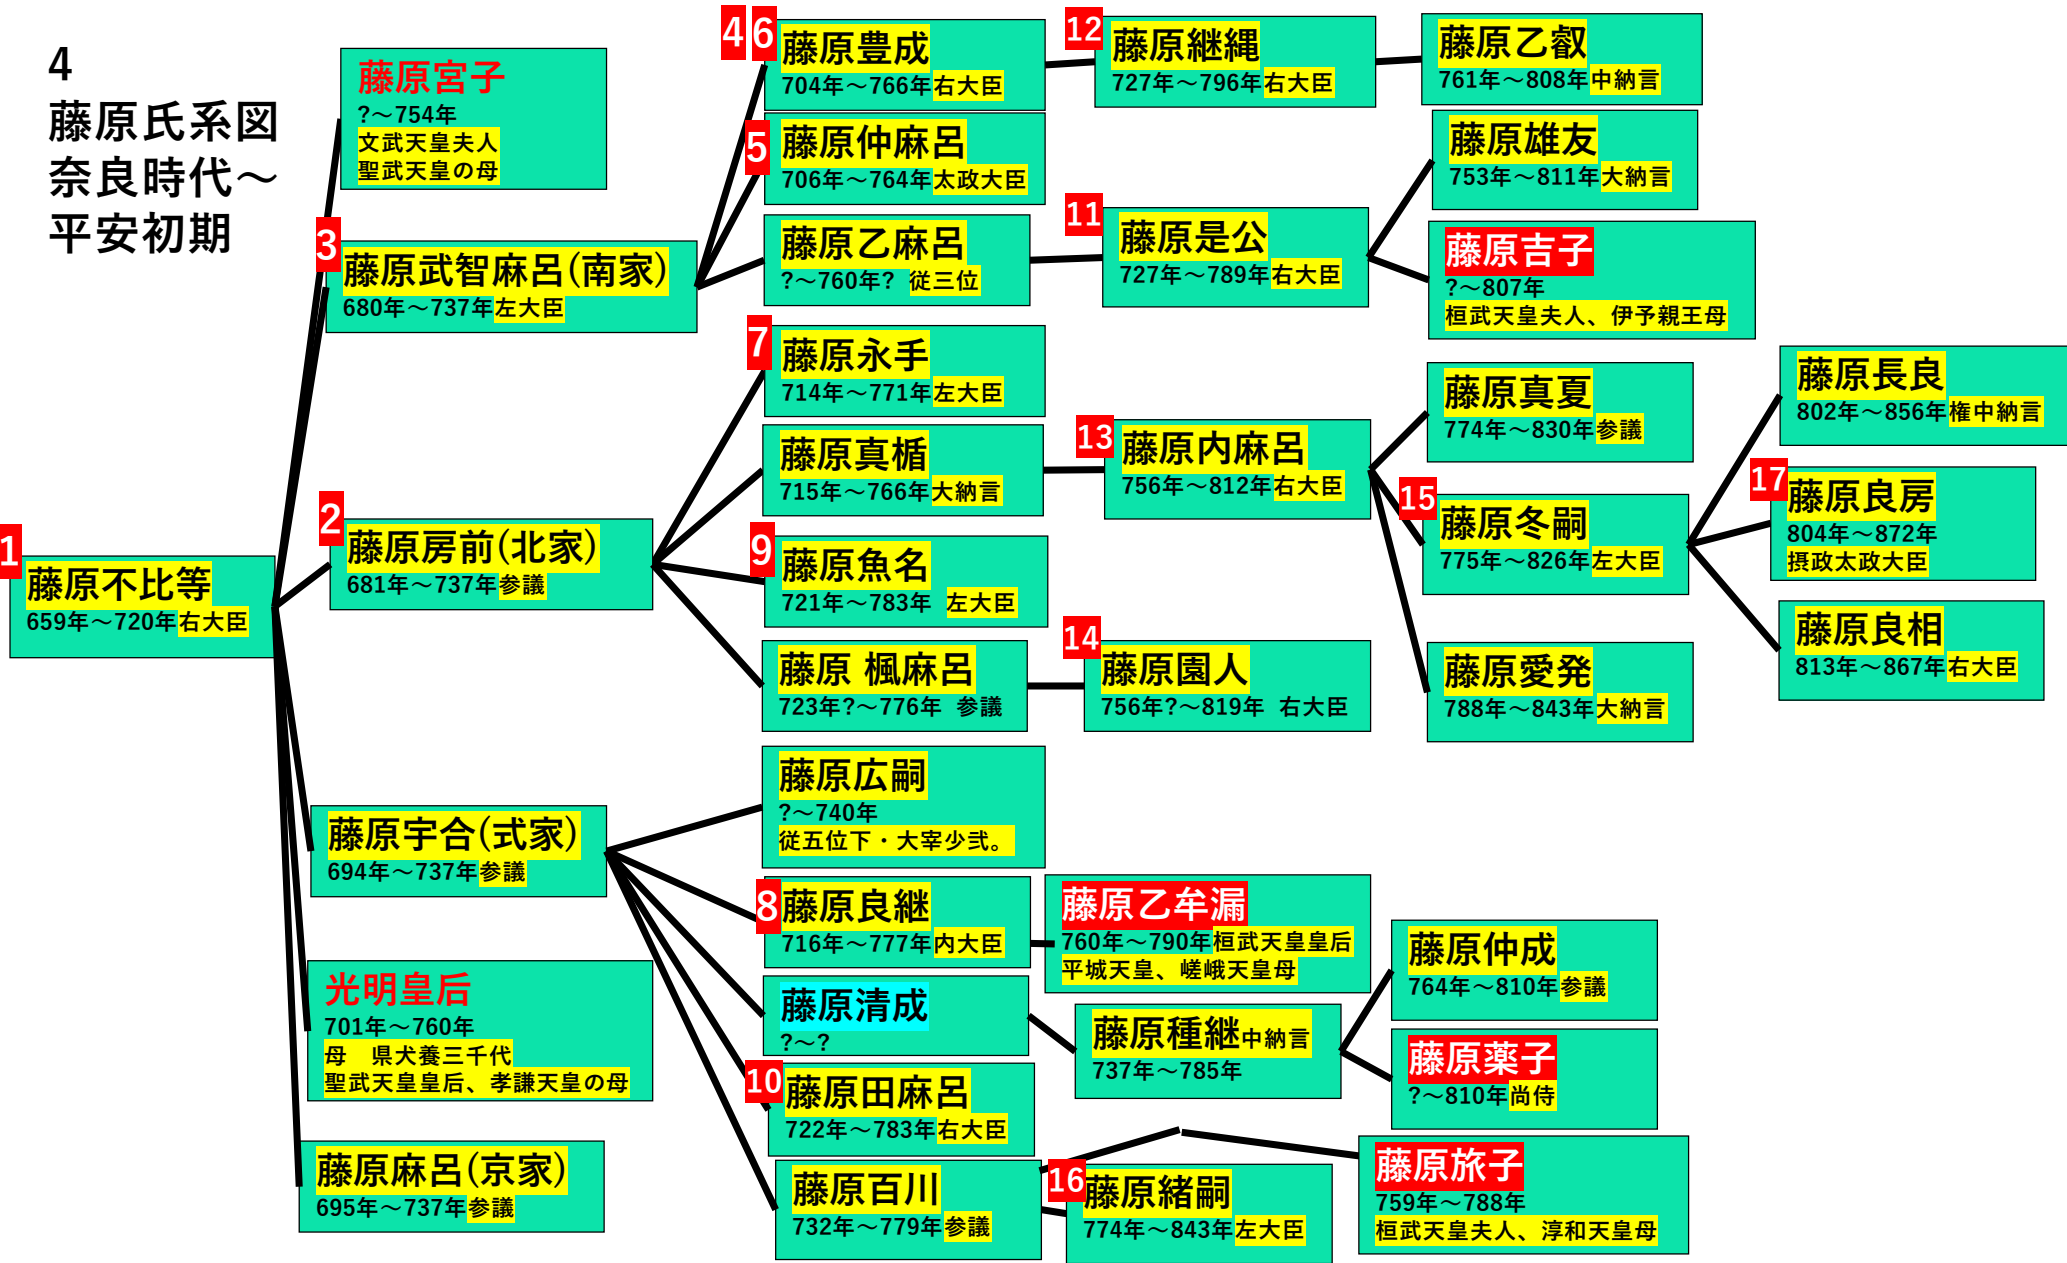 4
藤原氏系図
奈良時代～
平安初期
藤原宮子
?～754年
文武天皇夫人
聖武天皇の母
3
藤原武智麻呂(南家)
680年～737年左大臣
2
藤原房前(北家)
681年～737年参議
1
藤原不比等
659年～720年右大臣
藤原宇合(式家)
694年～737年参議
光明皇后
701年～760年
母　県犬養三千代
聖武天皇皇后、孝謙天皇の母
藤原麻呂(京家)
695年～737年参議
4 6
藤原豊成
704年～766年右大臣
5
藤原仲麻呂
706年～764年太政大臣
藤原乙麻呂
?～760年? 従三位
7
藤原永手
714年～771年左大臣
藤原真楯
715年～766年大納言
9
藤原魚名
721年～783年 左大臣
藤原 楓麻呂
723年?～776年 参議
藤原広嗣
?～740年
従五位下・大宰少弐。
8
藤原良継
716年～777年内大臣
藤原清成
?～?
10
藤原田麻呂
722年～783年右大臣
藤原百川
732年～779年参議
12
藤原継縄
727年～796年右大臣
11
藤原是公
727年～789年右大臣
13
藤原内麻呂
756年～812年右大臣
14
藤原園人
756年?～819年 右大臣
藤原乙牟漏
760年～790年桓武天皇皇后
平城天皇、嵯峨天皇母
藤原種継中納言
737年～785年
16
藤原緒嗣
774年～843年左大臣
藤原乙叡
761年～808年中納言
藤原雄友
753年～811年大納言
藤原吉子
?～807年
桓武天皇夫人、伊予親王母
藤原真夏
774年～830年参議
15
藤原冬嗣
775年～826年左大臣
藤原愛発
788年～843年大納言
藤原仲成
764年～810年参議
藤原薬子
?～810年尚侍
藤原旅子
759年～788年
桓武天皇夫人、淳和天皇母
藤原長良
802年～856年権中納言
17
藤原良房
804年～872年
摂政太政大臣
藤原良相
813年～867年右大臣